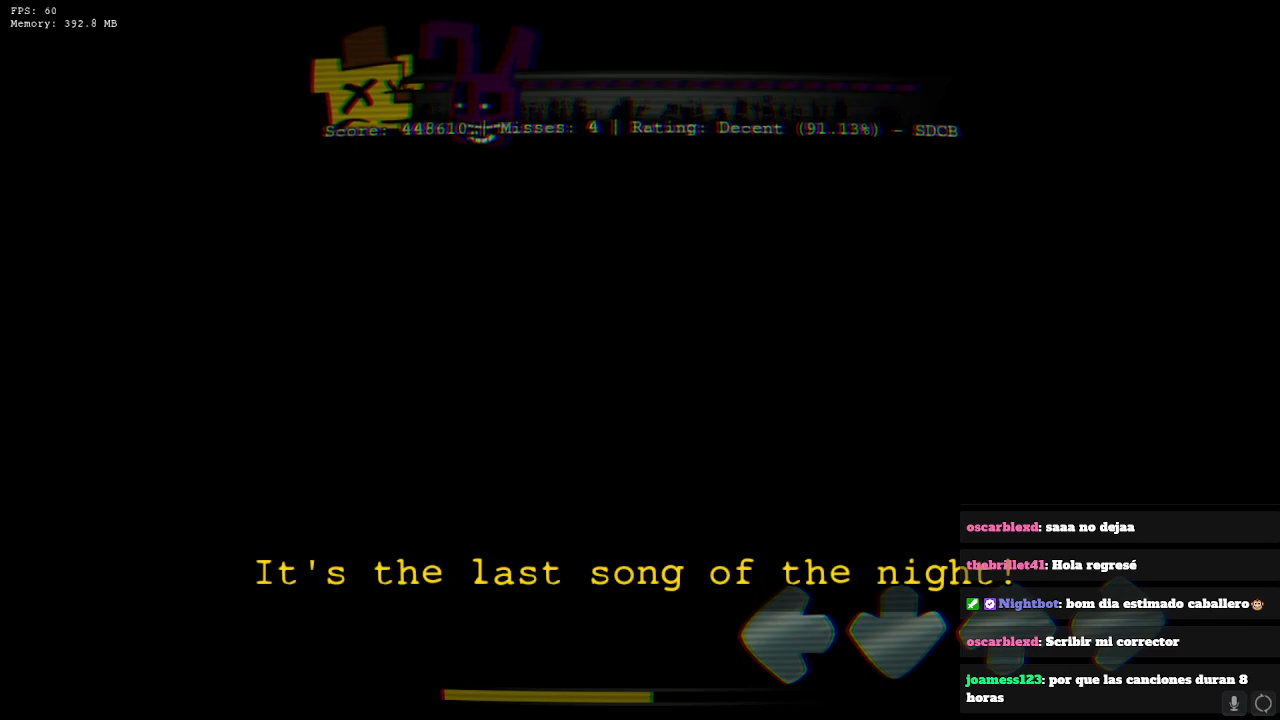 FPS: 60
Memory: 392.8 MB
Score: 448610 | Misses: 4 | Rating: Decent (91.13%) - SDCB
It's the last song of the night!
oscarblexd: saaa no dejaa
thebrillet41: Hola regresé
Nightbot: bom dia estimado caballero
oscarblexd: Scribir mi corrector
joamess123: por que las canciones duran 8
horas